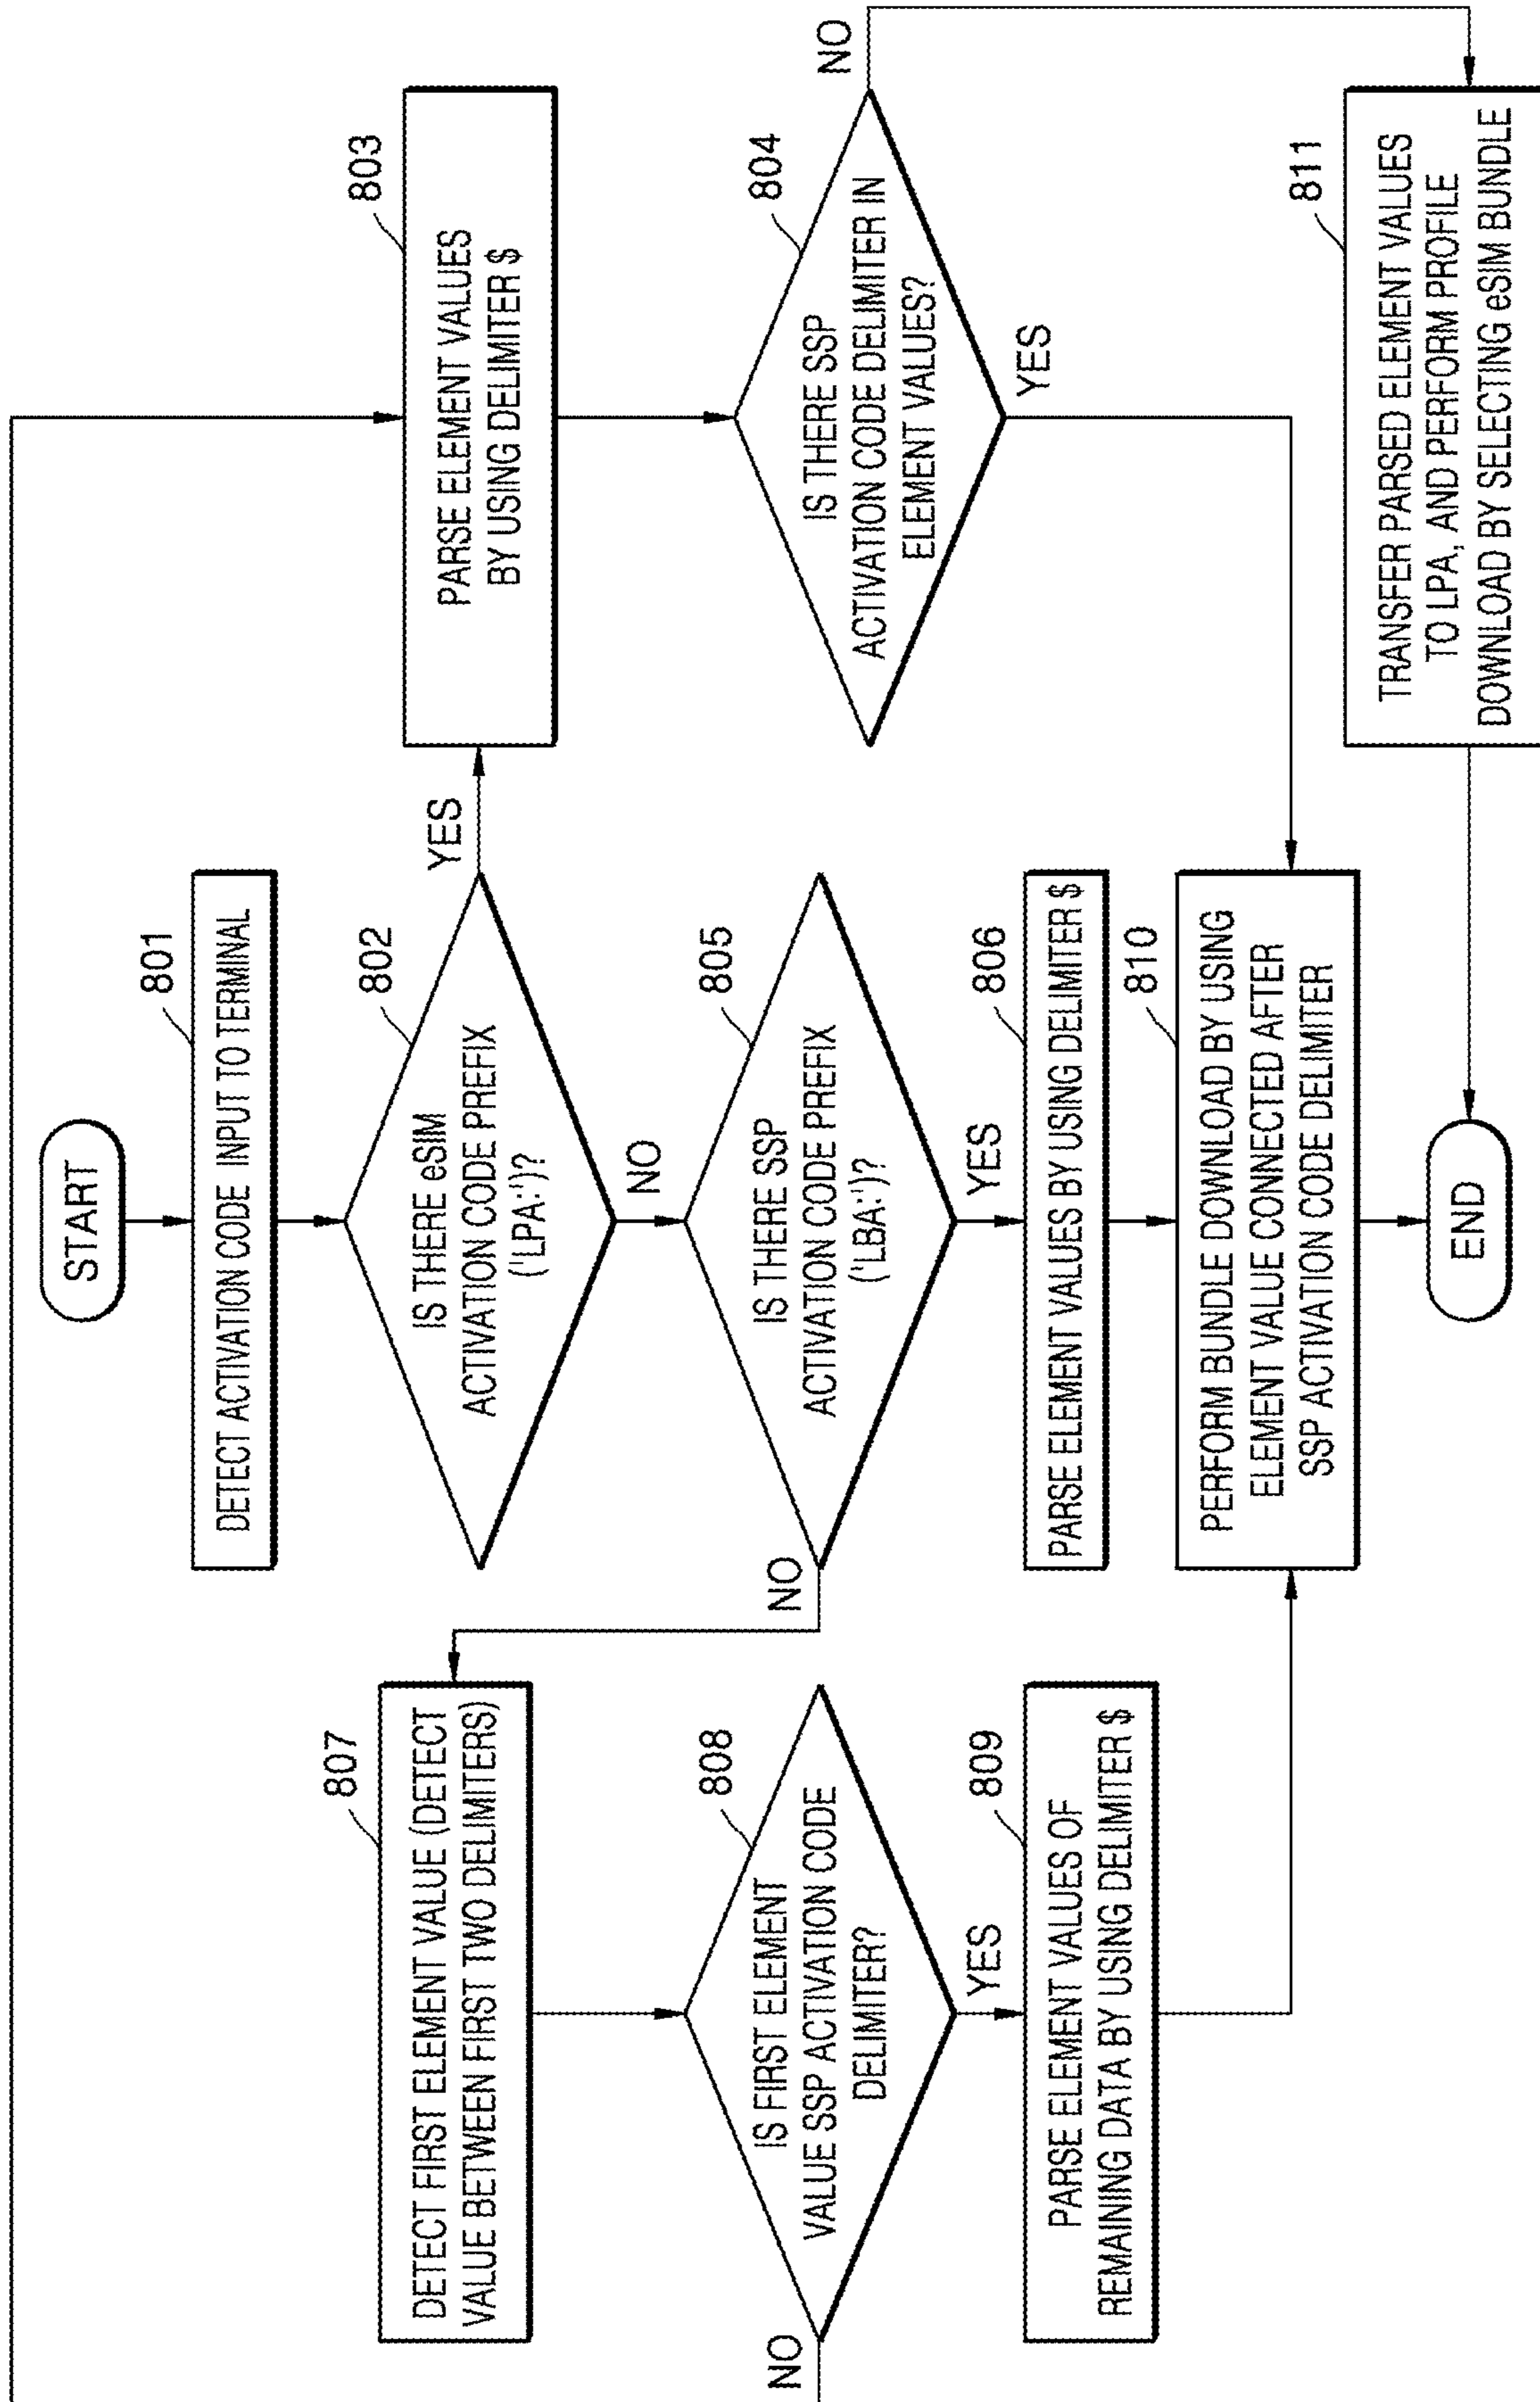 START
801
DETECT ACTIVATION CODE INPUT TO TERMINAL
802
IS THERE eSIM
ACTIVATION CODE PREFIX
('LPA:')?
YES
NO
803
PARSE ELEMENT VALUES
BY USING DELIMITER $
804
IS THERE SSP
ACTIVATION CODE DELIMITER IN
ELEMENT VALUES?
NO
YES
805
IS THERE SSP
ACTIVATION CODE PREFIX
('LBA:')?
NO
YES
806
PARSE ELEMENT VALUES BY USING DELIMITER $
807
DETECT FIRST ELEMENT VALUE (DETECT
VALUE BETWEEN FIRST TWO DELIMITERS)
808
IS FIRST ELEMENT
VALUE SSP ACTIVATION CODE
DELIMITER?
NO
YES
809
PARSE ELEMENT VALUES OF
REMAINING DATA BY USING DELIMITER $
810
PERFORM BUNDLE DOWNLOAD BY USING
ELEMENT VALUE CONNECTED AFTER
SSP ACTIVATION CODE DELIMITER
811
TRANSFER PARSED ELEMENT VALUES
TO LPA, AND PERFORM PROFILE
DOWNLOAD BY SELECTING eSIM BUNDLE
END